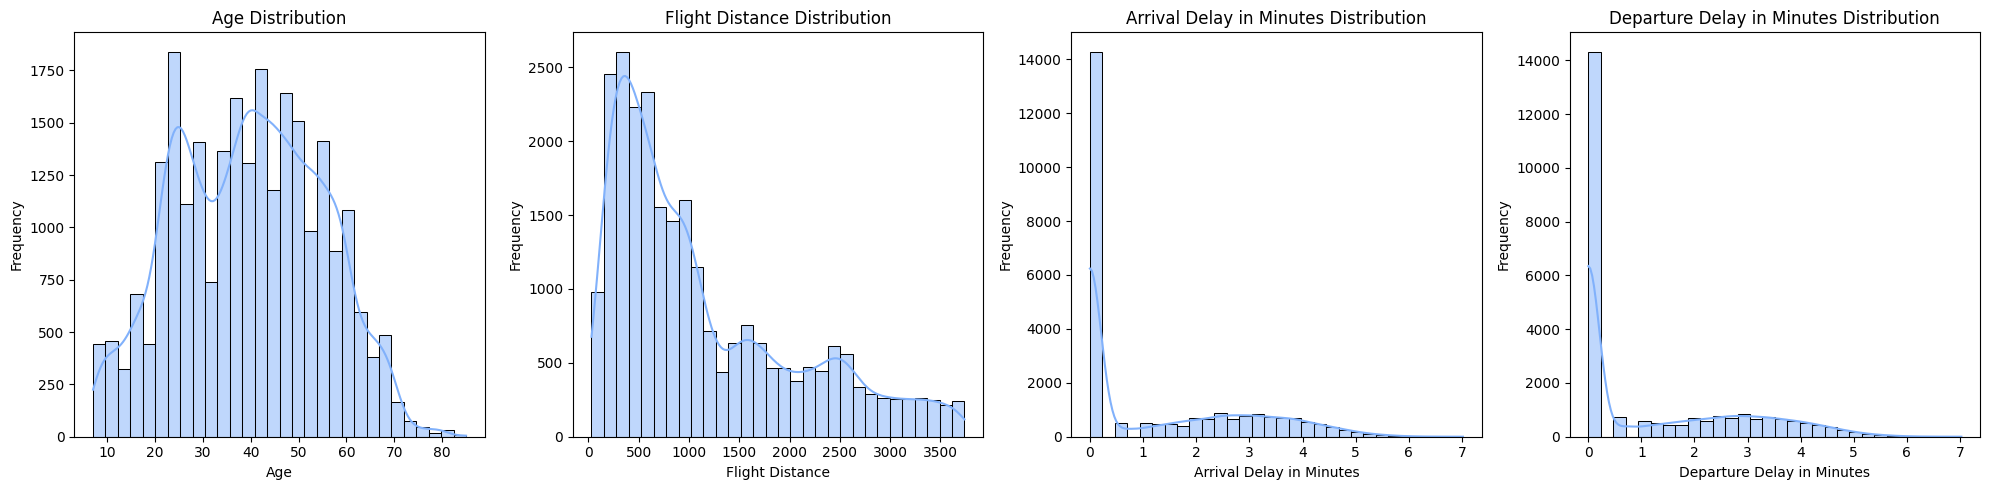 Age Distribution
Frequency
1750
1500
1250
1000
750
500
250
0
10 20 30 40 50 60 70 80
Age
Flight Distance Distribution
Frequency
2500
2000
1500
1000
500
0
0 500 1000 1500 2000 2500 3000 3500
Flight Distance
Arrival Delay in Minutes Distribution
Frequency
14000
12000
10000
8000
6000
4000
2000
0
0 1 2 3 4 5 6 7
Arrival Delay in Minutes
Departure Delay in Minutes Distribution
Frequency
14000
12000
10000
8000
6000
4000
2000
0
0 1 2 3 4 5 6 7
Departure Delay in Minutes